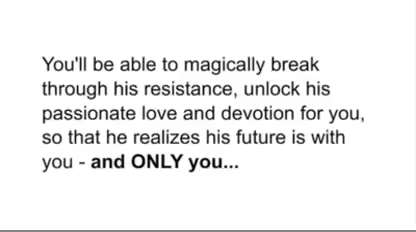 You'll be able to magically break
through his resistance, unlock his
passionate love and devotion for you,
so that he realizes his future is with
you - and ONLY you...